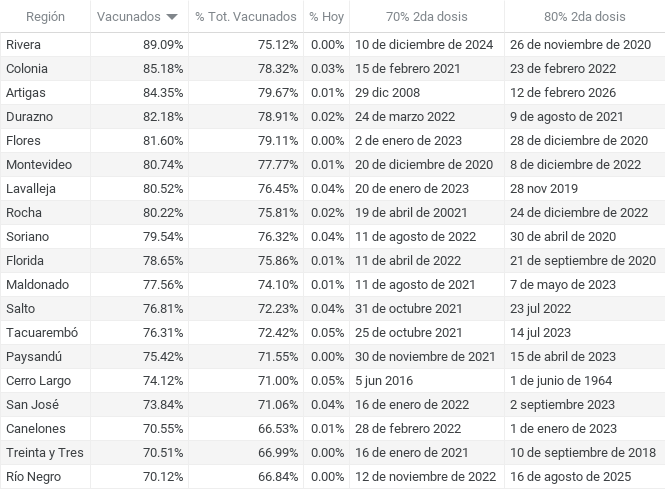 Región Vacunados % Tot. Vacunados % Hoy 70% 2da dosis 80% 2da dosis
Rivera 89.09% 75.12% 0.00% 10 de diciembre de 2024 26 de noviembre de 2020
Colonia 85.18% 78.32% 0.03% 15 de febrero 2021 23 de febrero 2022
Artigas 84.35% 79.67% 0.01% 29 dic 2008 12 de febrero 2026
Durazno 82.18% 78.91% 0.02% 24 de marzo 2022 9 de agosto de 2021
Flores 81.60% 79.11% 0.00% 2 de enero de 2023 28 de diciembre de 2020
Montevideo 80.74% 77.77% 0.01% 20 de diciembre de 2020 8 de diciembre de 2022
Lavalleja 80.52% 76.45% 0.04% 20 de enero de 2023 28 nov 2019
Rocha 80.22% 75.81% 0.02% 19 de abril de 20021 24 de diciembre de 2022
Soriano 79.54% 76.32% 0.04% 11 de agosto de 2022 30 de abril de 2020
Florida 78.65% 75.86% 0.01% 11 de abril de 2022 21 de septiembre de 2020
Maldonado 77.56% 74.10% 0.01% 11 de agosto de 2021 7 de mayo de 2023
Salto 76.81% 72.23% 0.04% 31 de octubre 2021 23 jul 2022
Tacuarembó 76.31% 72.42% 0.05% 25 de octubre de 2021 14 jul 2023
Paysandú 75.42% 71.55% 0.00% 30 de noviembre de 2021 15 de abril de 2023
Cerro Largo 74.12% 71.00% 0.05% 5 jun 2016 1 de junio de 1964
San José 73.84% 71.06% 0.04% 16 de enero de 2022 2 septiembre 2023
Canelones 70.55% 66.53% 0.01% 28 de febrero de 2022 1 de enero de 2023
Treinta y Tres 70.51% 66.99% 0.00% 16 de enero de 2021 10 de septiembre de 2018
Río Negro 70.12% 66.84% 0.00% 12 de noviembre de 2022 16 de agosto de 2025